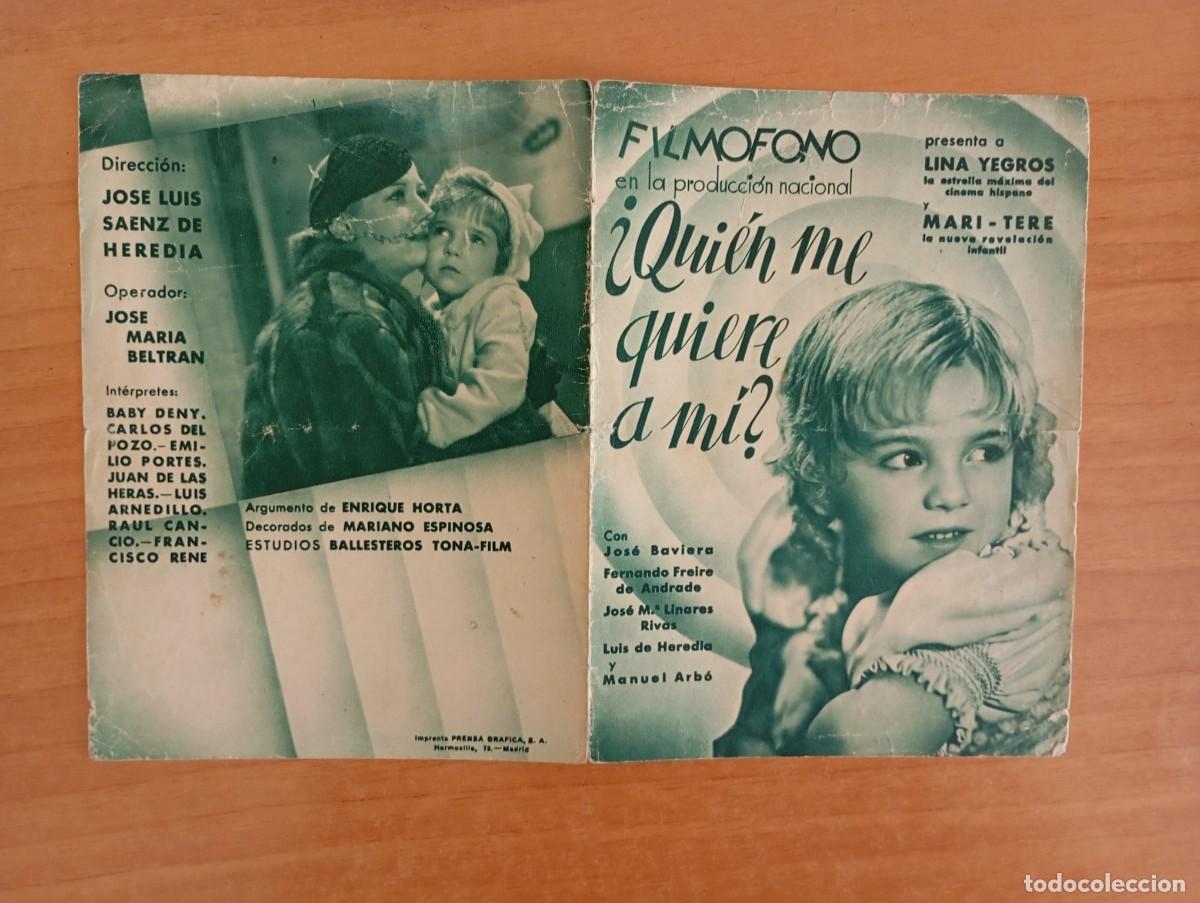 Dirección:
JOSE LUIS
SAENZ DE
HEREDIA
Operador:
JOSE
MARIA
BELTRAN
Intérpretes:
BABY DENY.
CARLOS DEL
POZO.-EMI-
LIO PORTES.
JUAN DE LAS
HERAS.-LUIS
ARNEDILLO.
RAUL CAN-
CIO.-FRAN-
CISCO RENE
Argumento de ENRIQUE HORTA
Decorados de MARIANO ESPINOSA
ESTUDIOS BALLESTEROS TONA-FILM
Imprenta PRENSA GRAFICA, S. A.
Hermosilla, 73.-Madrid
FILMOFONO
en la producción nacional
¿Quién me
quiere
a mí?
presenta a
LINA YEGROS
la estrella máxima del
cinema hispano
y
MARI-TERE
la nueva revelación
infantil
Con
José Baviera
Fernando Freire
de Andrade
José M.ª Linares
Rivas
Luis de Heredia
y
Manuel Arbó
todocoleccion